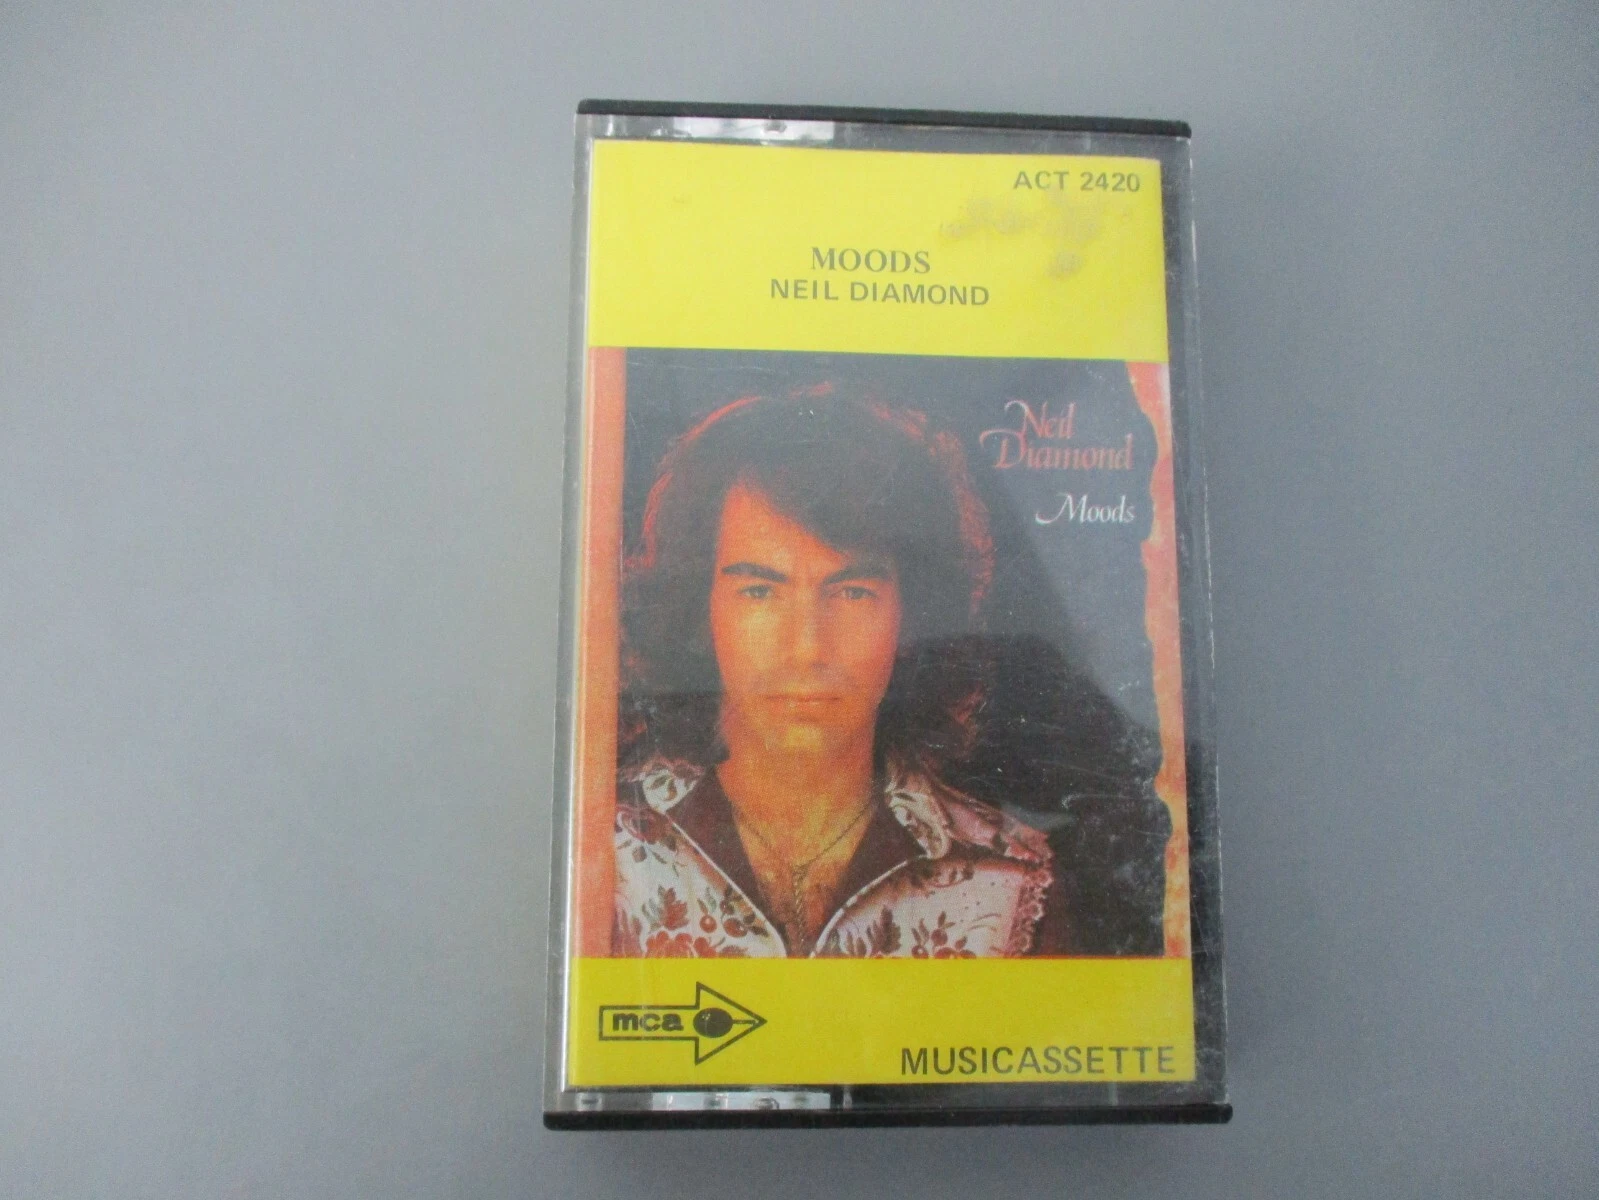 ACT 2420
MOODS
NEIL DIAMOND
Neil
Diamond
Moods
mca
MUSICASSETTE